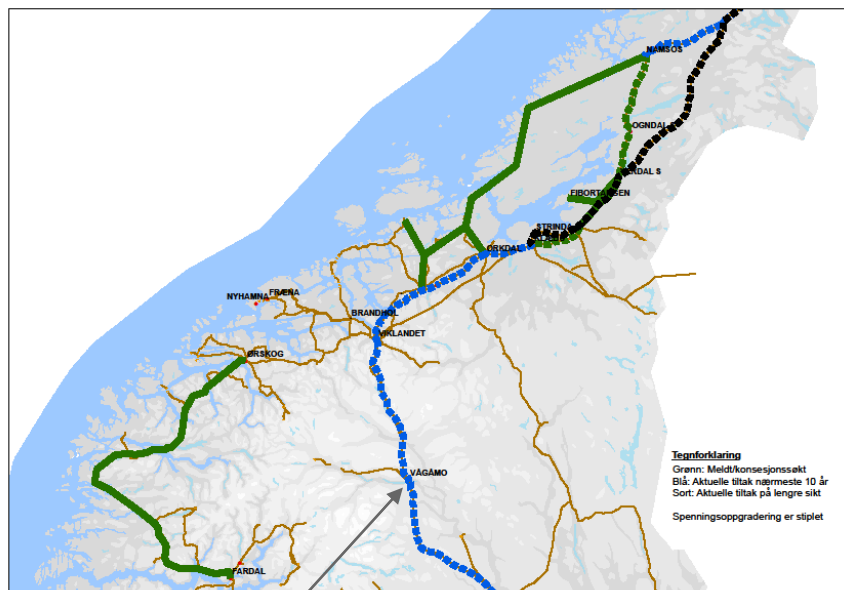 NAMSOS
OGNDAL
FIBORTANGEN
STRINDA
ORKDAL
NYHAMNA
FRÆNA
BRANDHOL
VIKLANDET
ØRSKOG
VÅGÅMO
FARDAL
Tegnforklaring
Grønn: Meldt/konsesjonssøkt
Blå: Aktuelle tiltak nærmeste 10 år
Sort: Aktuelle tiltak på lengre sikt
Spenningsoppgradering er stiplet